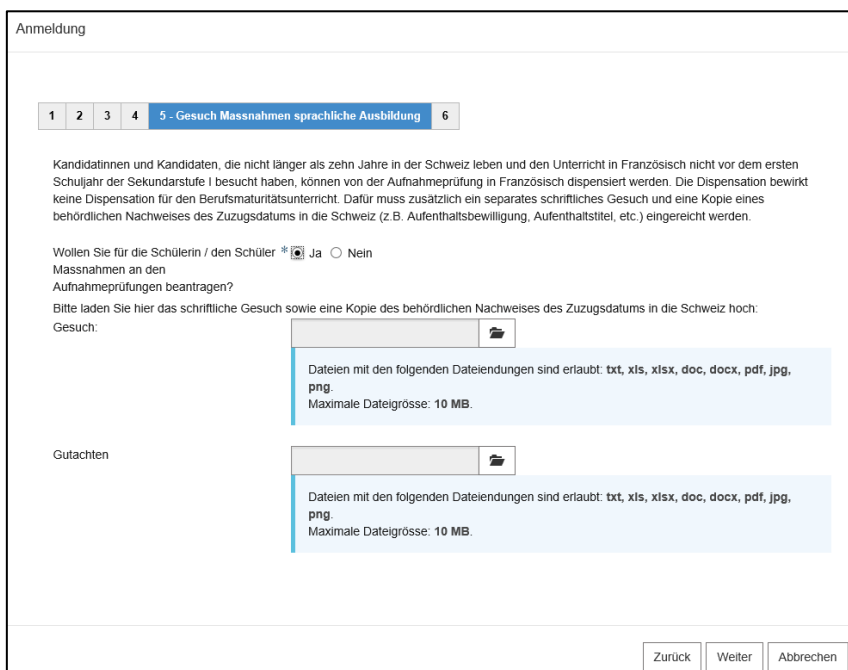 Anmeldung
1 2 3 4 5 - Gesuch Massnahmen sprachliche Ausbildung 6
Kandidatinnen und Kandidaten, die nicht länger als zehn Jahre in der Schweiz leben und den Unterricht in Französisch nicht vor dem ersten
Schuljahr der Sekundarstufe I besucht haben, können von der Aufnahmeprüfung in Französisch dispensiert werden. Die Dispensation bewirkt
keine Dispensation für den Berufsmaturitätsunterricht. Dafür muss zusätzlich ein separates schriftliches Gesuch und eine Kopie eines
behördlichen Nachweises des Zuzugsdatums in die Schweiz (z.B. Aufenthaltsbewilligung, Aufenthaltstitel, etc.) eingereicht werden.
Wollen Sie für die Schülerin / den Schüler * Ja Nein
Massnahmen an den
Aufnahmeprüfungen beantragen?
Bitte laden Sie hier das schriftliche Gesuch sowie eine Kopie des behördlichen Nachweises des Zuzugsdatums in die Schweiz hoch:
Gesuch:
Dateien mit den folgenden Dateiendungen sind erlaubt: txt, xls, xlsx, doc, docx, pdf, jpg,
png.
Maximale Dateigrösse: 10 MB.
Gutachten
Dateien mit den folgenden Dateiendungen sind erlaubt: txt, xls, xlsx, doc, docx, pdf, jpg,
png.
Maximale Dateigrösse: 10 MB.
Zurück Weiter Abbrechen